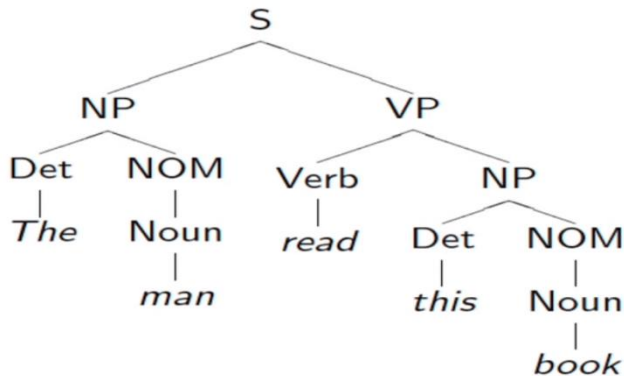 S
NP VP
Det NOM Verb NP
The Noun read Det NOM
man this Noun
book